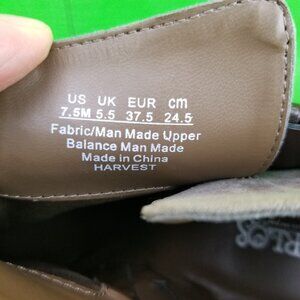 US UK EUR cm
7.5M 5.5 37.5 24.5
Fabric/Man Made Upper
Balance Man Made
Made in China
HARVEST